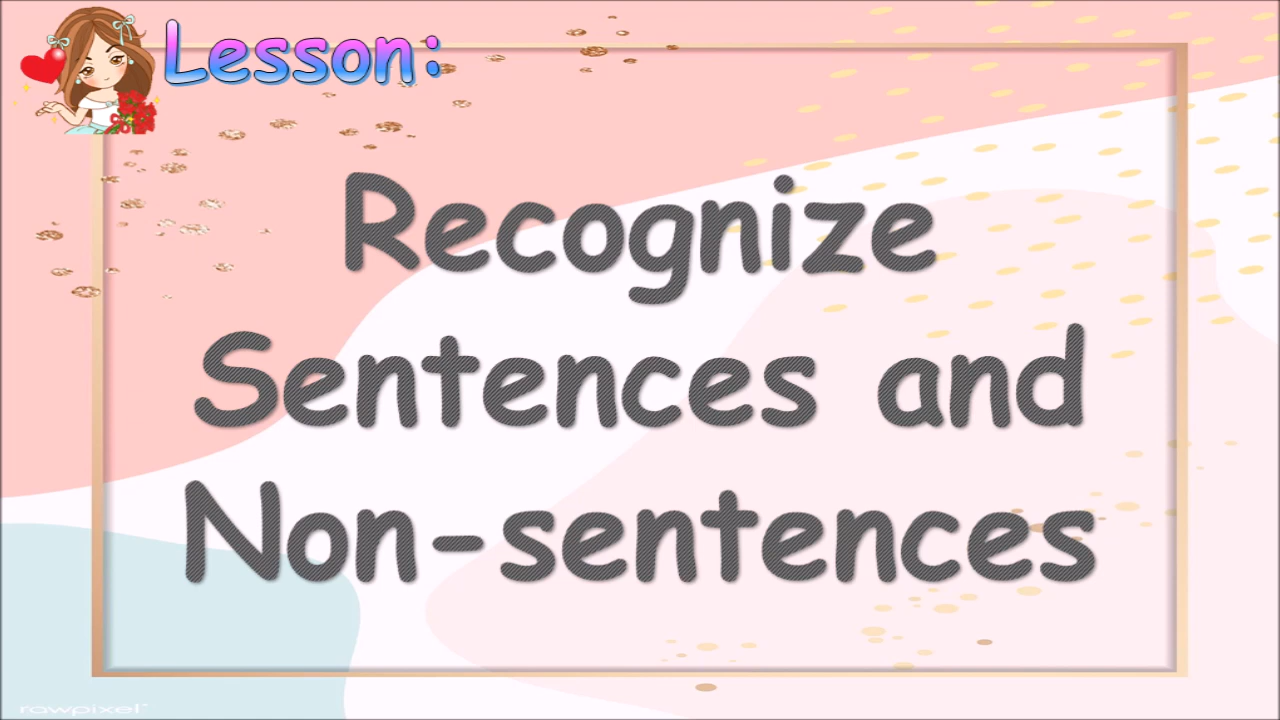 Lesson:
Recognize
Sentences and
Non-sentences
rawpixel